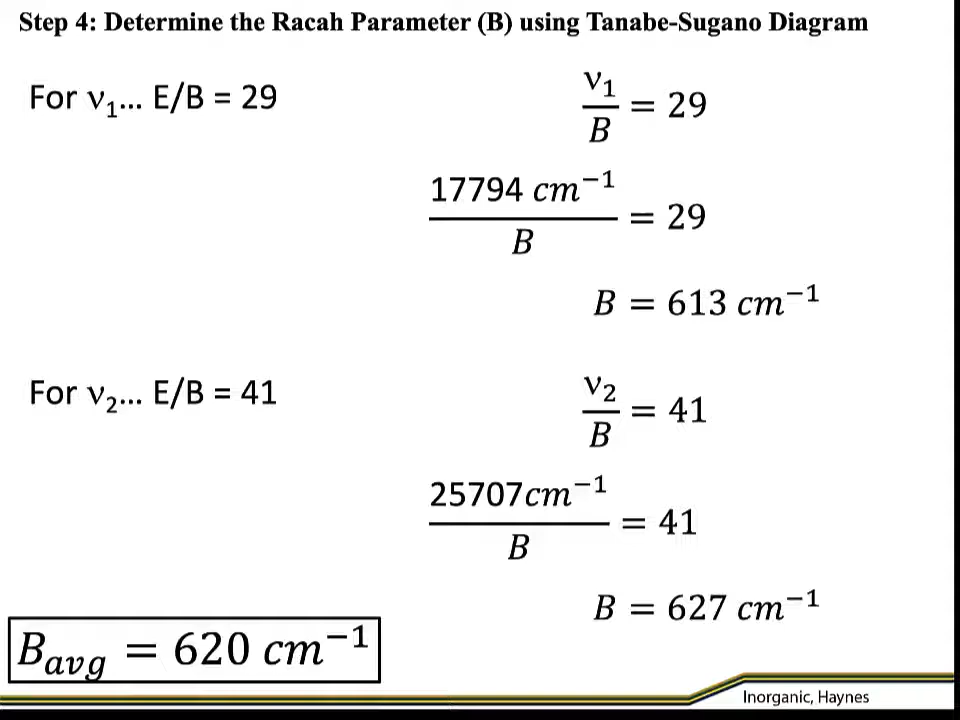 Step 4: Determine the Racah Parameter (B) using Tanabe-Sugano Diagram
For ν₁... E/B = 29
ν₁/B = 29
17794 cm⁻¹/B = 29
B = 613 cm⁻¹
For ν₂... E/B = 41
ν₂/B = 41
25707cm⁻¹/B = 41
B = 627 cm⁻¹
B_avg = 620 cm⁻¹
Inorganic, Haynes